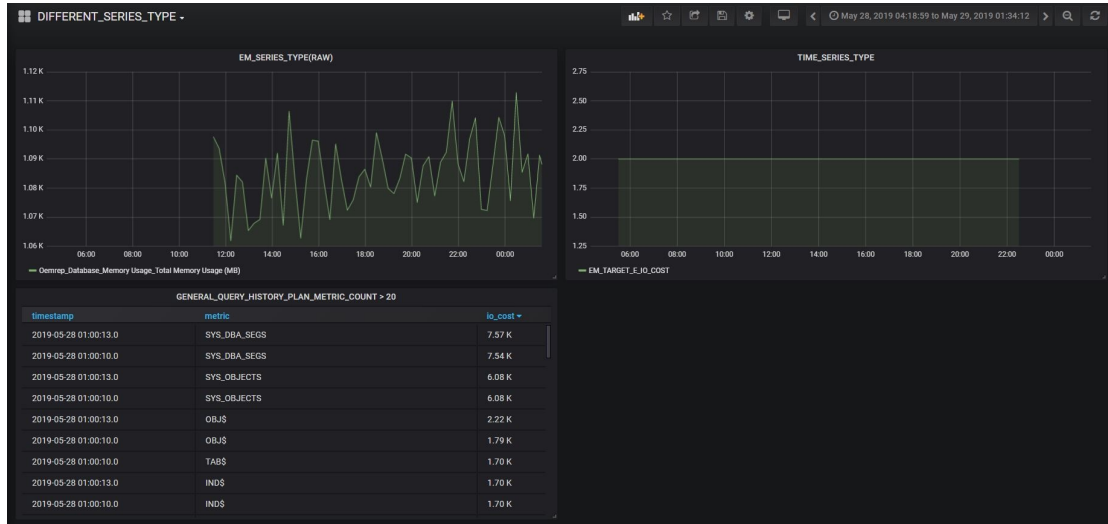 DIFFERENT_SERIES_TYPE
May 28, 2019 04:18:59 to May 29, 2019 01:34:12
EM_SERIES_TYPE(RAW)
1.12 K
1.11 K
1.10 K
1.09 K
1.08 K
1.07 K
1.06 K
06:00 08:00 10:00 12:00 14:00 16:00 18:00 20:00 22:00 00:00
Oemrep_Database_Memory Usage_Total Memory Usage (MB)
TIME_SERIES_TYPE
2.75
2.50
2.25
2.00
1.75
1.50
1.25
06:00 08:00 10:00 12:00 14:00 16:00 18:00 20:00 22:00 00:00
EM_TARGET_E_IO_COST
GENERAL_QUERY_HISTORY_PLAN_METRIC_COUNT > 20
timestamp metric io_cost
2019-05-28 01:00:13.0 SYS_DBA_SEGS 7.57 K
2019-05-28 01:00:10.0 SYS_DBA_SEGS 7.54 K
2019-05-28 01:00:13.0 SYS_OBJECTS 6.08 K
2019-05-28 01:00:10.0 SYS_OBJECTS 6.08 K
2019-05-28 01:00:13.0 OBJ$ 2.22 K
2019-05-28 01:00:10.0 OBJ$ 1.79 K
2019-05-28 01:00:10.0 TAB$ 1.70 K
2019-05-28 01:00:13.0 IND$ 1.70 K
2019-05-28 01:00:10.0 IND$ 1.70 K